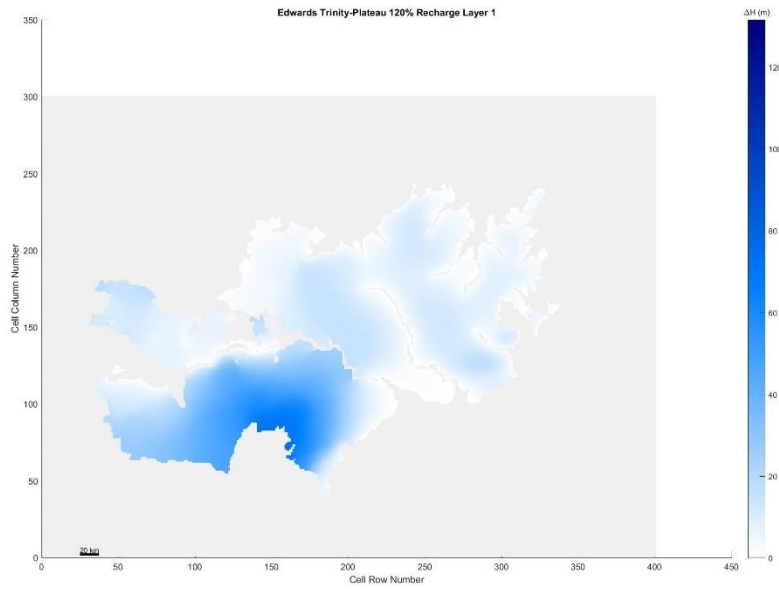 Edwards Trinity-Plateau 120% Recharge Layer 1
ΔH (m)
350
300
250
200
150
100
50
0
Cell Column Number
20 km
0 50 100 150 200 250 300 350 400 450
Cell Row Number
120
100
80
60
40
20
0